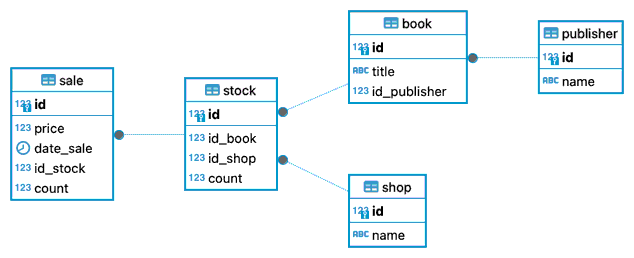 sale
123 id
123 price
date_sale
123 id_stock
123 count
stock
123 id
123 id_book
123 id_shop
123 count
book
123 id
ABC title
123 id_publisher
publisher
123 id
ABC name
shop
123 id
ABC name